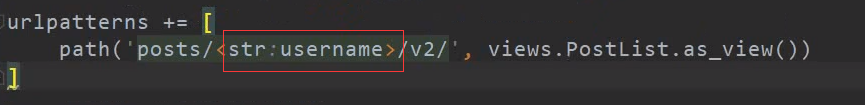 urlpatterns += [
path('posts/<str:username>/v2/', views.PostList.as_view())
]